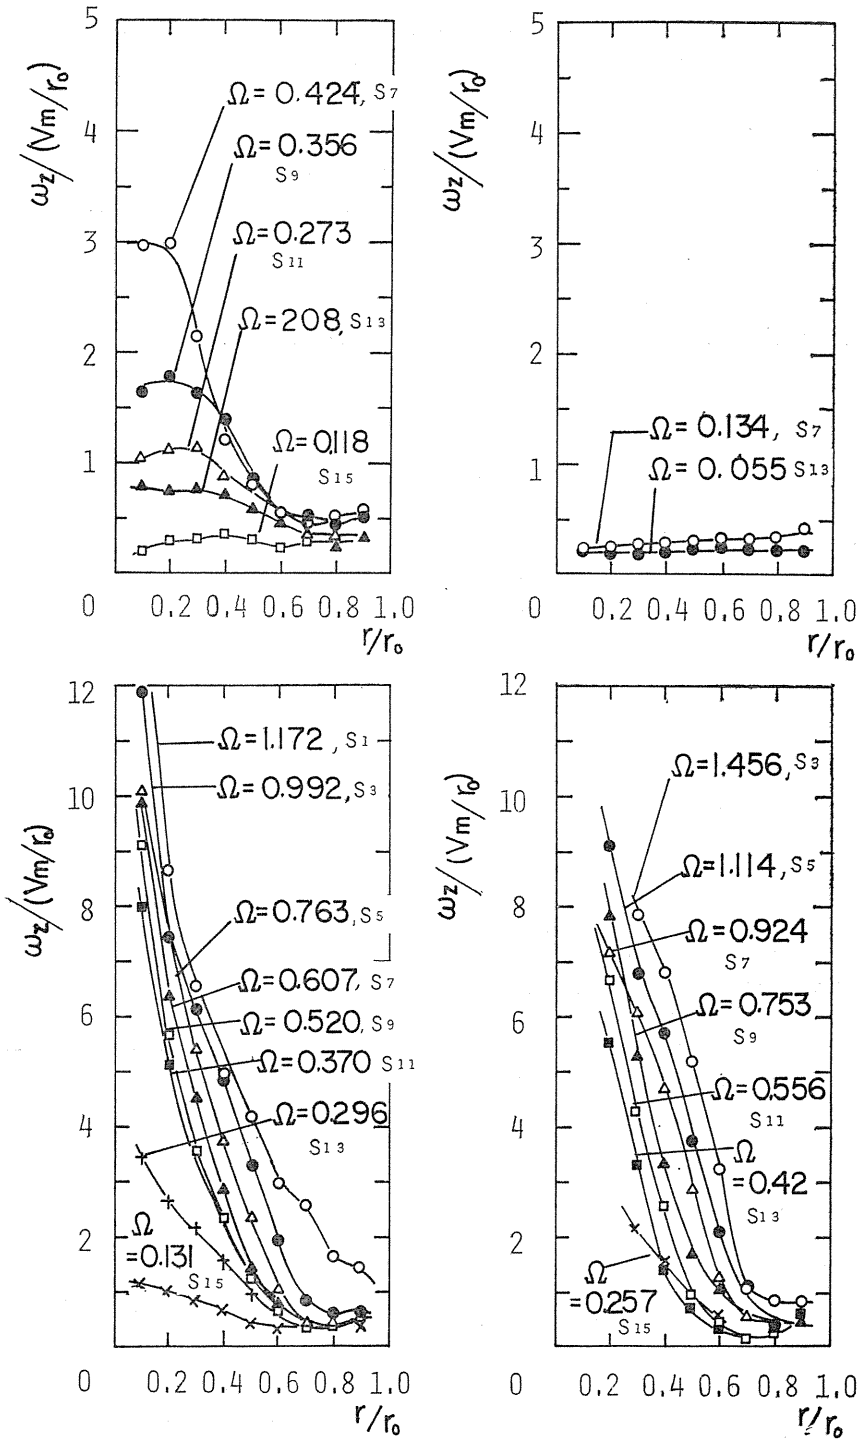 5
4
3
2
1
0
0.2 0.4 0.6 0.8 1.0
r/r₀
ωz/(Vm/r₀)
Ω=0.424, S7
Ω=0.356
S9
Ω=0.273
S11
Ω=208, S13
Ω=0.118
S15
5
4
3
2
1
0
0.2 0.4 0.6 0.8 1.0
r/r₀
ωz/(Vm/r₀)
Ω=0.134, S7
Ω=0.055 S13
12
10
8
6
4
2
0
0.2 0.4 0.6 0.8 1.0
r/r₀
ωz/(Vm/r₀)
Ω=1.172, S1
Ω=0.992, S3
Ω=0.763, S5
Ω=0.607, S7
Ω=0.520, S9
Ω=0.370 S11
Ω=0.296
S13
Ω
=0.131
S15
12
10
8
6
4
2
0
0.2 0.4 0.6 0.8 1.0
r/r₀
ωz/(Vm/r₀)
Ω=1.456, S3
Ω=1.114, S5
Ω=0.924
S7
Ω=0.753
S9
Ω=0.556
S11
Ω
=0.42
S13
Ω
=0.257
S15